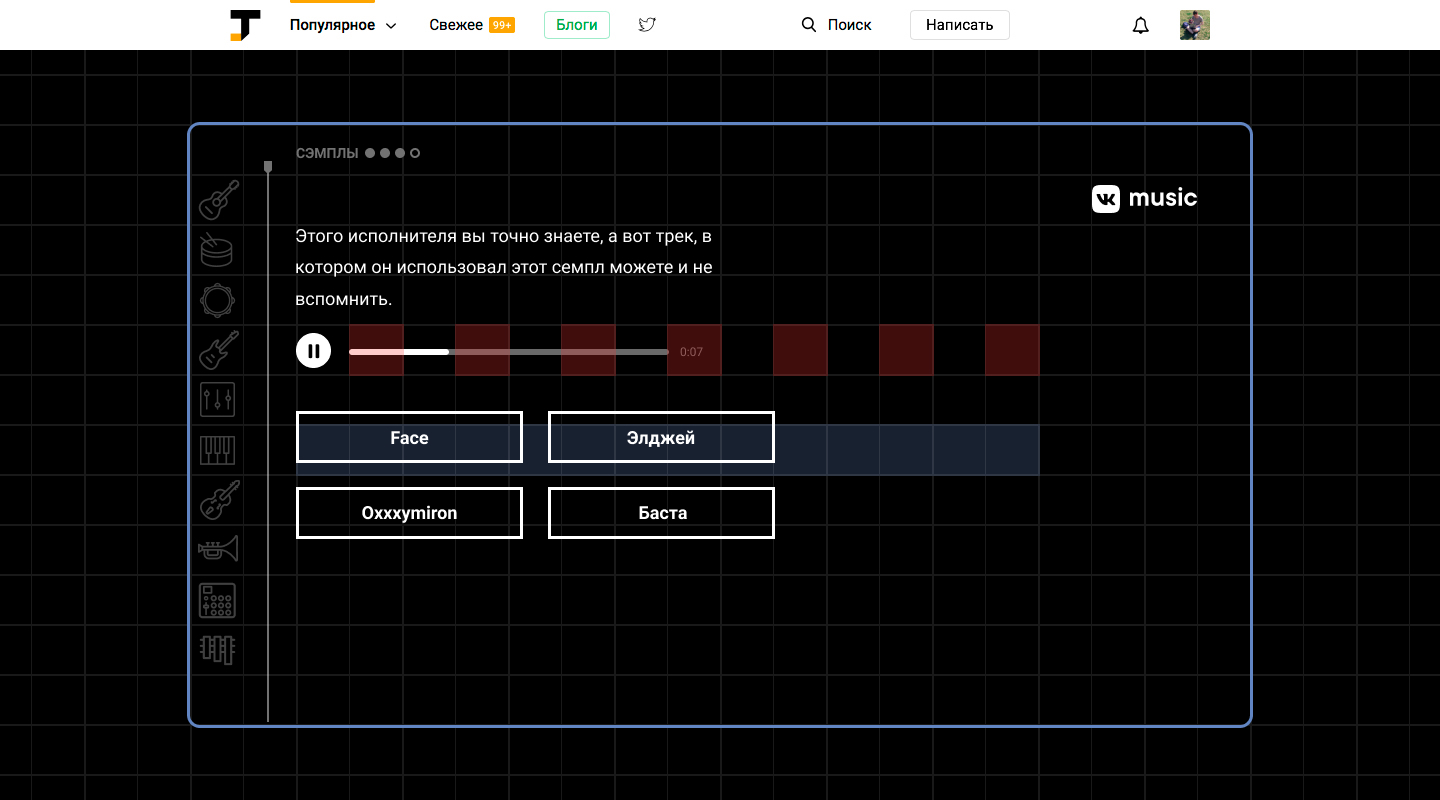 Популярное
Свежее 99+
Блоги
Поиск
Написать
СЭМПЛЫ
music
Этого исполнителя вы точно знаете, а вот трек, в
котором он использовал этот семпл можете и не
вспомнить.
0:07
Face
Элджей
Oxxxymiron
Баста